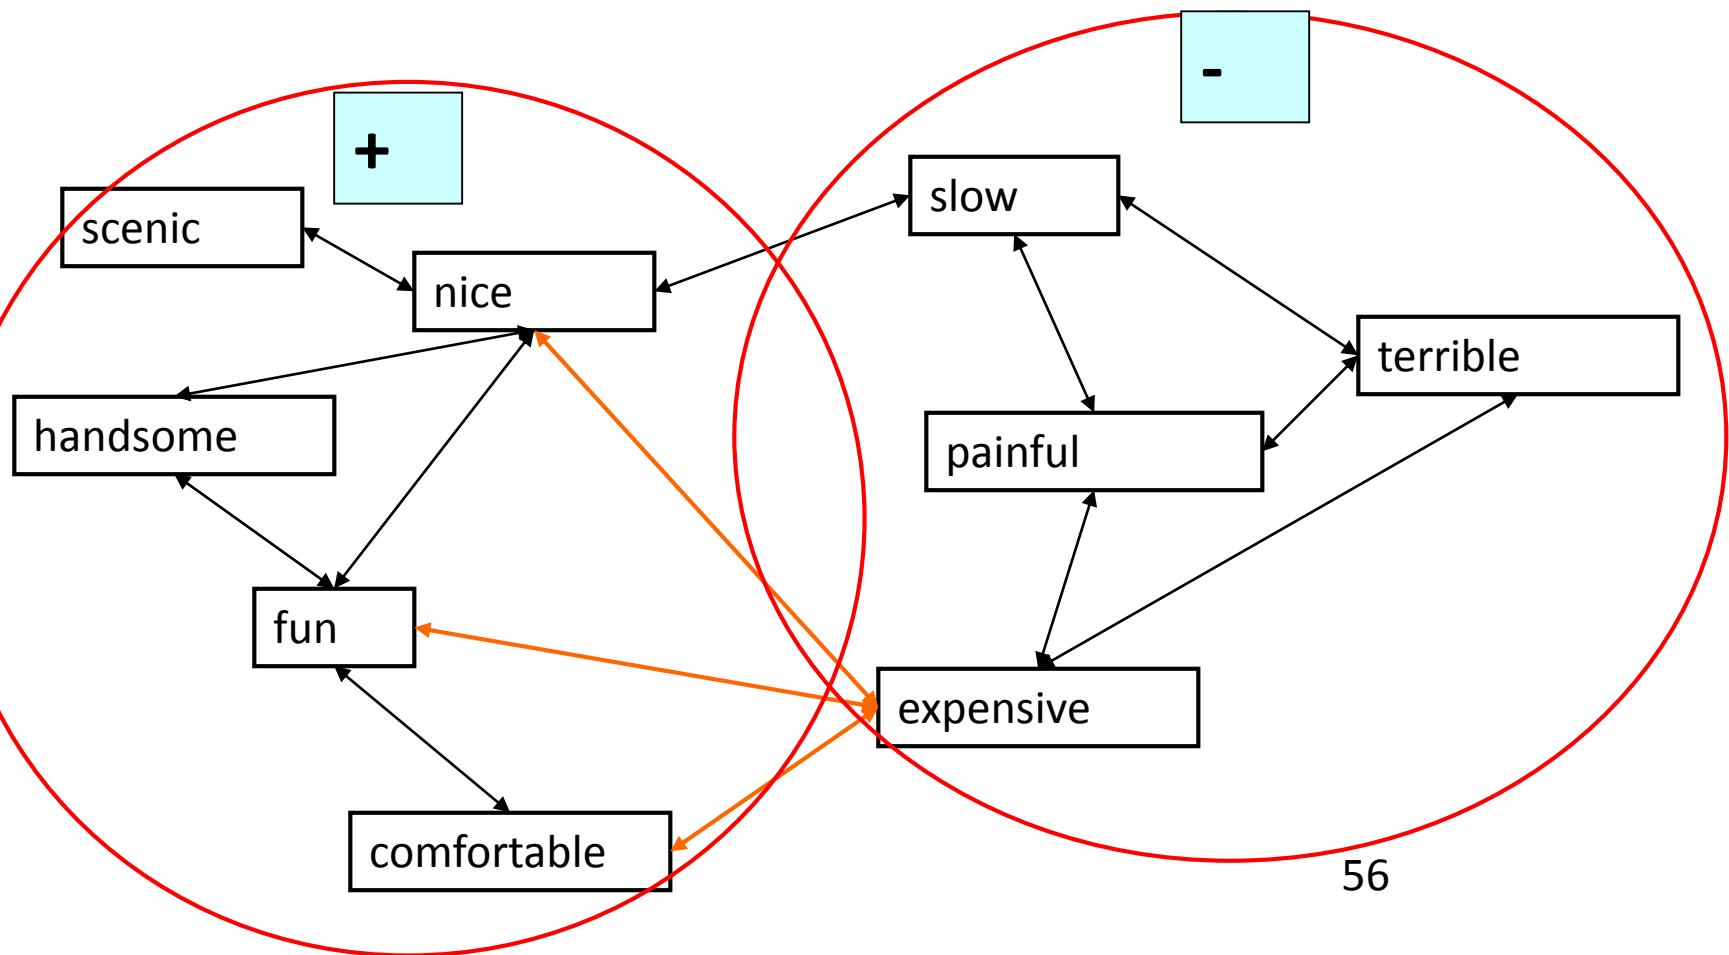 -
+
slow
scenic
nice
terrible
handsome
painful
fun
expensive
comfortable
56